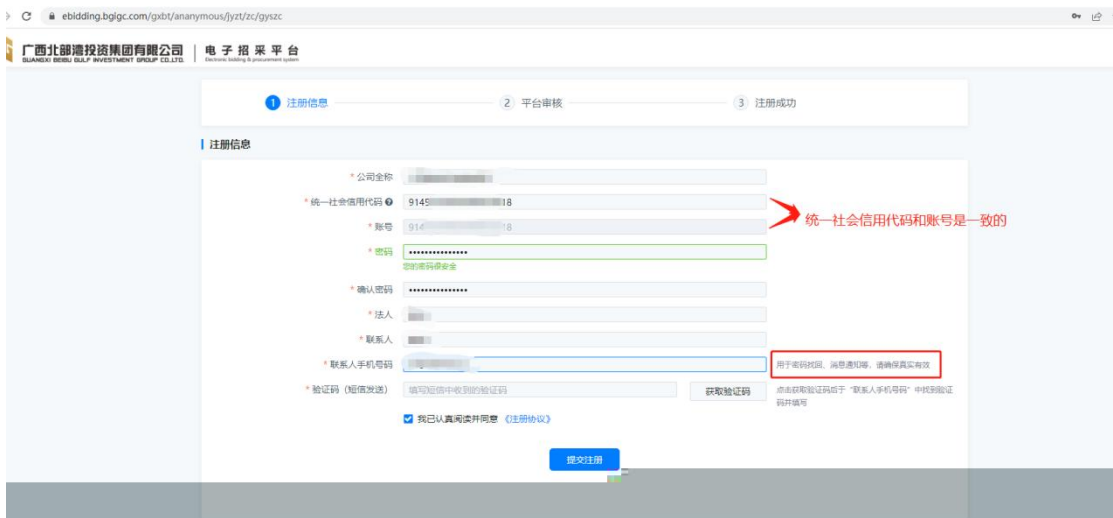 ebidding.bgigc.com/gxbt/ananymous/jyzt/zc/gyszc
广西北部湾投资集团有限公司 | 电子招采平台
GUANGXI BEIBU GULF INVESTMENT GROUP CO.,LTD. Electronic bidding & procurement system
1 注册信息 2 平台审核 3 注册成功
注册信息
* 公司全称
* 统一社会信用代码 9145 18
* 账号 914 18
统一社会信用代码和账号是一致的
* 密码 •••••••••••••••
您的密码很安全
* 确认密码 •••••••••••••••
* 法人
* 联系人
* 联系人手机号码 用于密码找回、消息通知等，请确保真实有效
* 验证码（短信发送） 填写短信中收到的验证码 获取验证码 点击获取验证码后于“联系人手机号码”中找到验证
码并填写
我已认真阅读并同意《注册协议》
提交注册